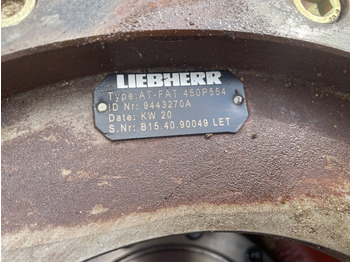 LIEBHERR
Type: AT-FAT 450P554
ID Nr: 9443270A
Date: KW 20
S.Nr: B15.40.90049 LET